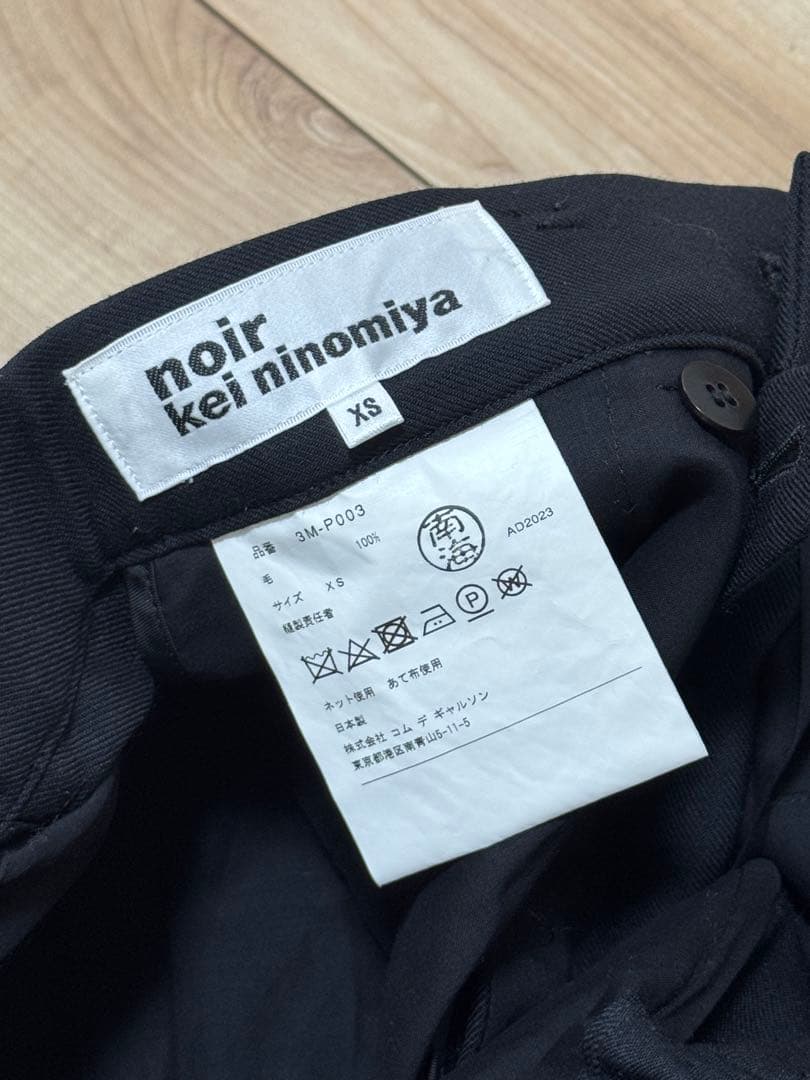 noir
kei ninomiya
XS
品番 3M-P003
毛 100%
サイズ XS
縫製責任者
南海
AD2023
P
W
ネット使用 あて布使用
日本製
株式会社 コム デ ギャルソン
東京都港区南青山5-11-5